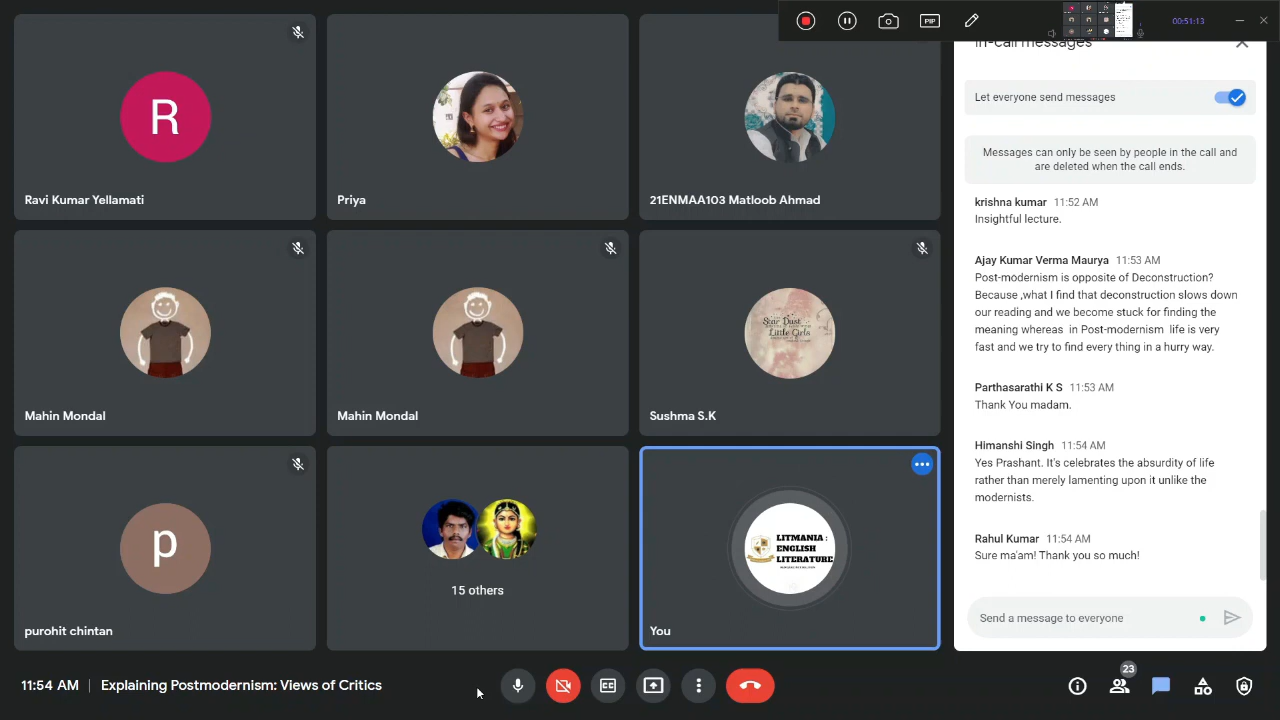 PIP
00:51:13
In-call messages
Let everyone send messages
Messages can only be seen by people in the call and
are deleted when the call ends.
krishna kumar 11:52 AM
Insightful lecture.
Ajay Kumar Verma Maurya 11:53 AM
Post-modernism is opposite of Deconstruction?
Because ,what I find that deconstruction slows down
our reading and we become stuck for finding the
meaning whereas in Post-modernism life is very
fast and we try to find every thing in a hurry way.
Parthasarathi K S 11:53 AM
Thank You madam.
Himanshi Singh 11:54 AM
Yes Prashant. It's celebrates the absurdity of life
rather than merely lamenting upon it unlike the
modernists.
Rahul Kumar 11:54 AM
Sure ma'am! Thank you so much!
Send a message to everyone
R
Ravi Kumar Yellamati
Priya
21ENMAA103 Matloob Ahmad
Mahin Mondal
Mahin Mondal
Star Dust
Little Girls
Sushma S.K
p
purohit chintan
15 others
LITMANIA :
ENGLISH
LITERATURE
You
11:54 AM | Explaining Postmodernism: Views of Critics
CC
23